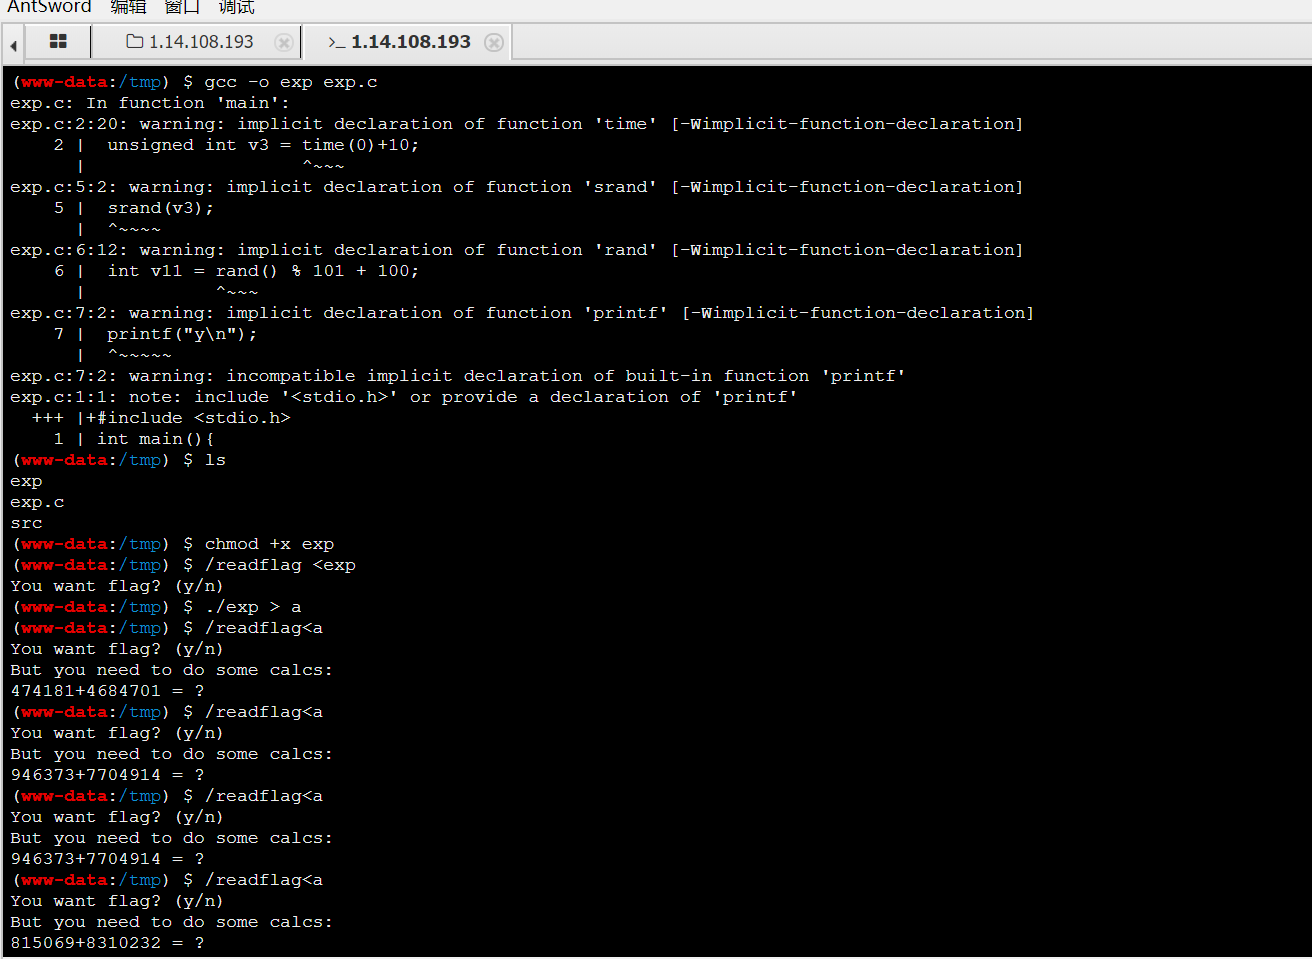 AntSword 编辑 窗口 调试
1.14.108.193 >_ 1.14.108.193
(www-data:/tmp) $ gcc -o exp exp.c
exp.c: In function 'main':
exp.c:2:20: warning: implicit declaration of function 'time' [-Wimplicit-function-declaration]
    2 |  unsigned int v3 = time(0)+10;
      |                    ^~~~
exp.c:5:2: warning: implicit declaration of function 'srand' [-Wimplicit-function-declaration]
    5 |  srand(v3);
      |  ^~~~~
exp.c:6:12: warning: implicit declaration of function 'rand' [-Wimplicit-function-declaration]
    6 |  int v11 = rand() % 101 + 100;
      |            ^~~~
exp.c:7:2: warning: implicit declaration of function 'printf' [-Wimplicit-function-declaration]
    7 |  printf("y\n");
      |  ^~~~~~
exp.c:7:2: warning: incompatible implicit declaration of built-in function 'printf'
exp.c:1:1: note: include '<stdio.h>' or provide a declaration of 'printf'
  +++ |+#include <stdio.h>
    1 | int main(){
(www-data:/tmp) $ ls
exp
exp.c
src
(www-data:/tmp) $ chmod +x exp
(www-data:/tmp) $ /readflag <exp
You want flag? (y/n)
(www-data:/tmp) $ ./exp > a
(www-data:/tmp) $ /readflag<a
You want flag? (y/n)
But you need to do some calcs:
474181+4684701 = ?
(www-data:/tmp) $ /readflag<a
You want flag? (y/n)
But you need to do some calcs:
946373+7704914 = ?
(www-data:/tmp) $ /readflag<a
You want flag? (y/n)
But you need to do some calcs:
946373+7704914 = ?
(www-data:/tmp) $ /readflag<a
You want flag? (y/n)
But you need to do some calcs:
815069+8310232 = ?